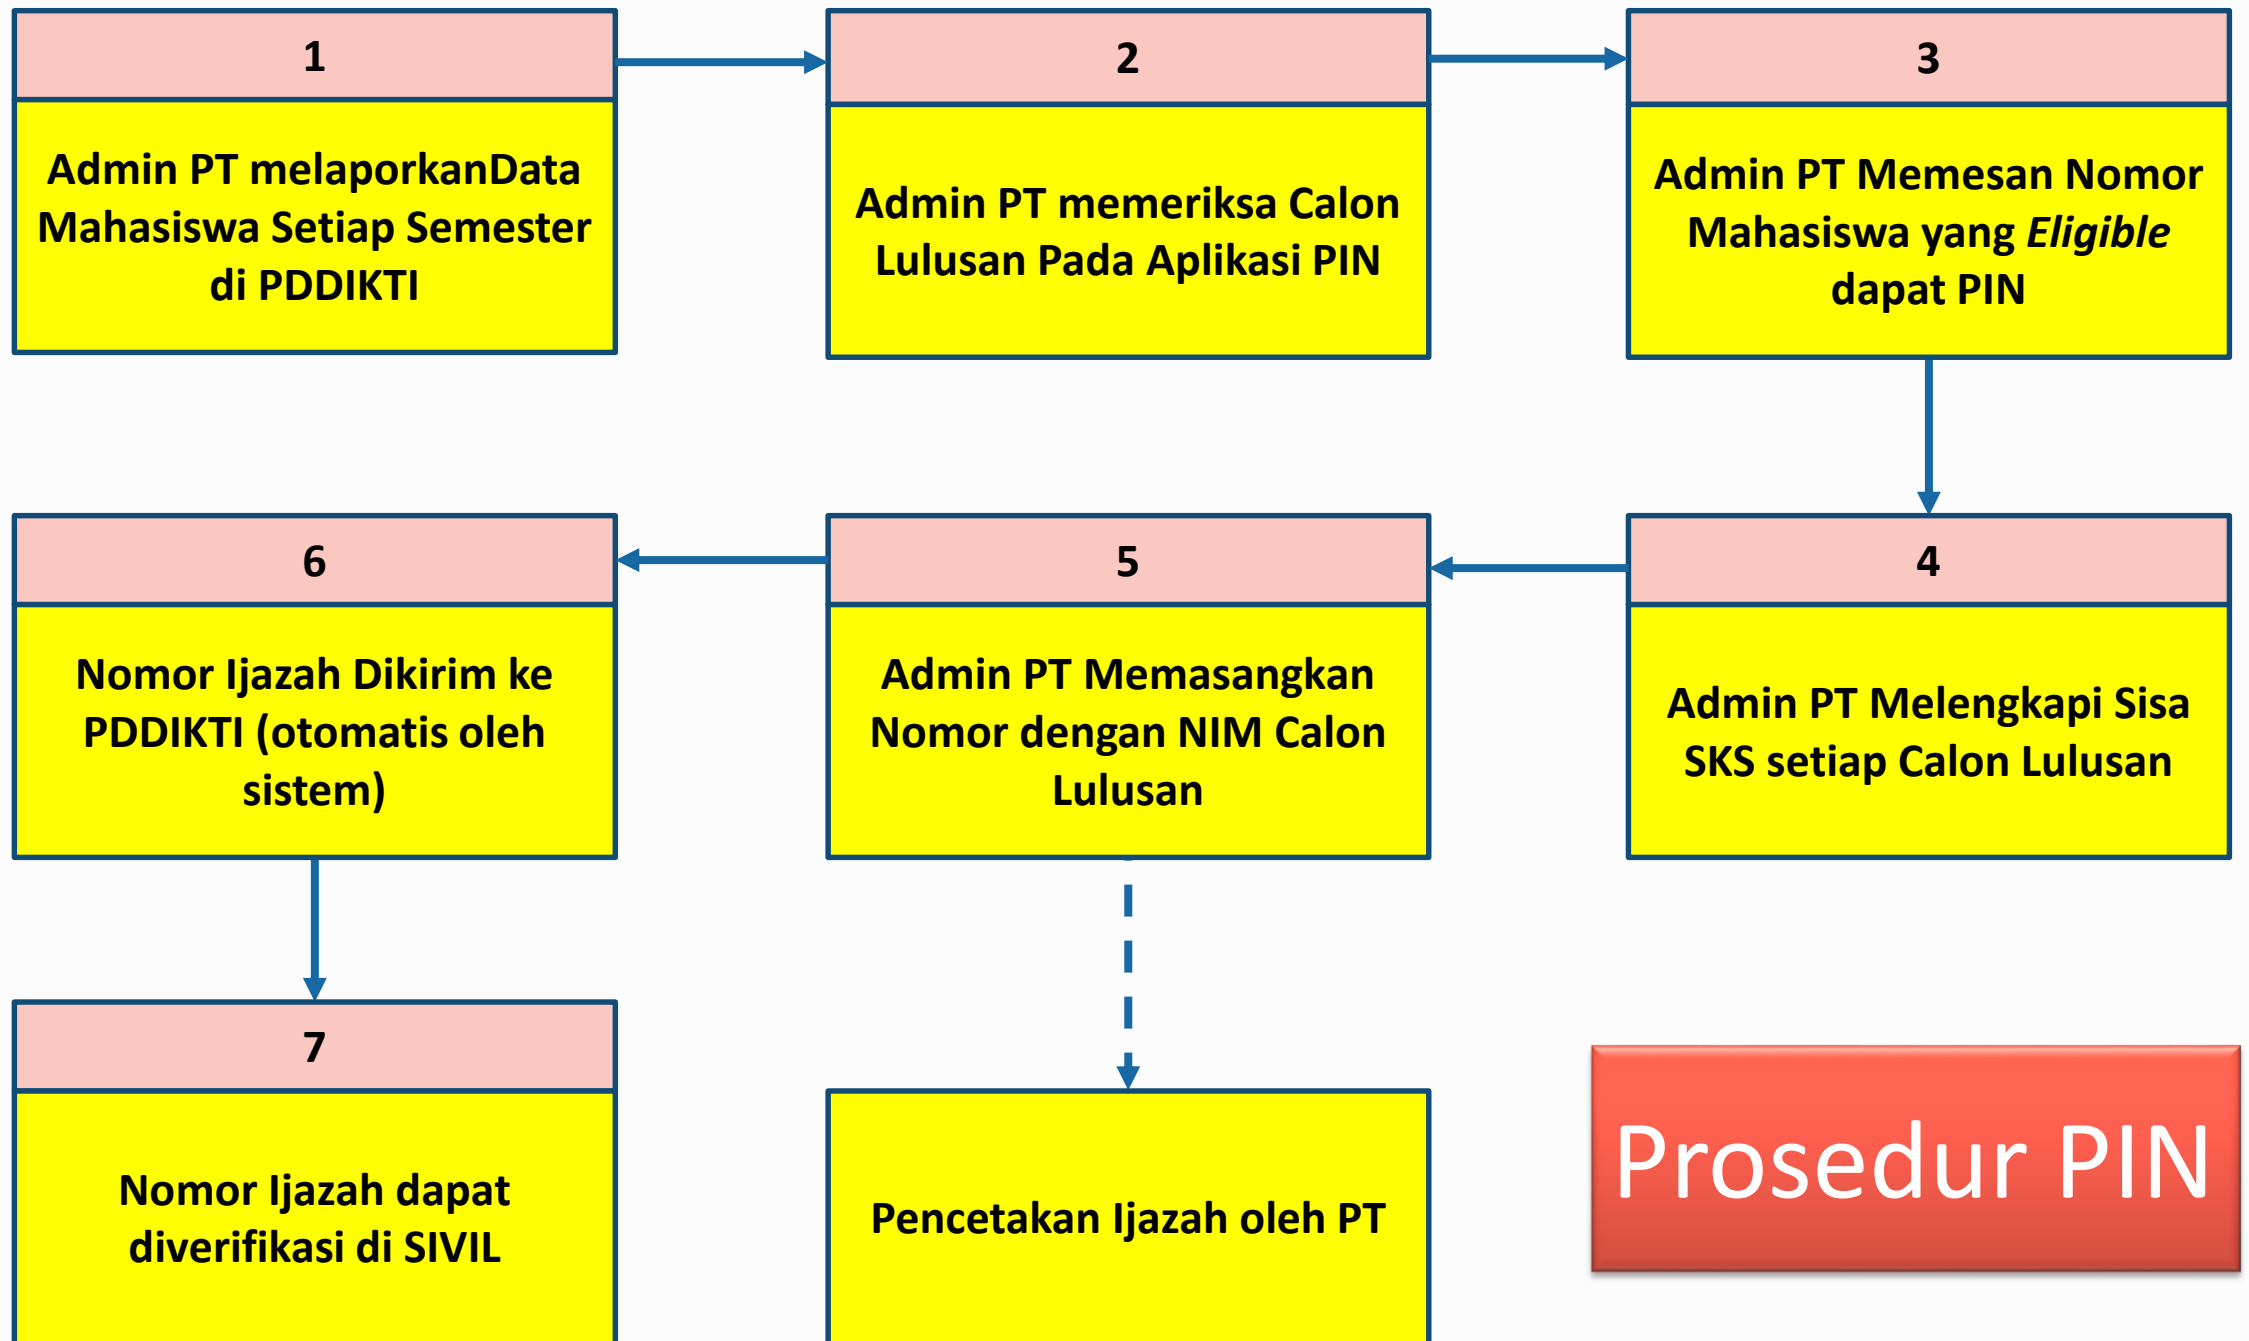 1
Admin PT melaporkanData
Mahasiswa Setiap Semester
di PDDIKTI
2
Admin PT memeriksa Calon
Lulusan Pada Aplikasi PIN
3
Admin PT Memesan Nomor
Mahasiswa yang Eligible
dapat PIN
4
Admin PT Melengkapi Sisa
SKS setiap Calon Lulusan
5
Admin PT Memasangkan
Nomor dengan NIM Calon
Lulusan
6
Nomor Ijazah Dikirim ke
PDDIKTI (otomatis oleh
sistem)
7
Nomor Ijazah dapat
diverifikasi di SIVIL
Pencetakan Ijazah oleh PT
Prosedur PIN